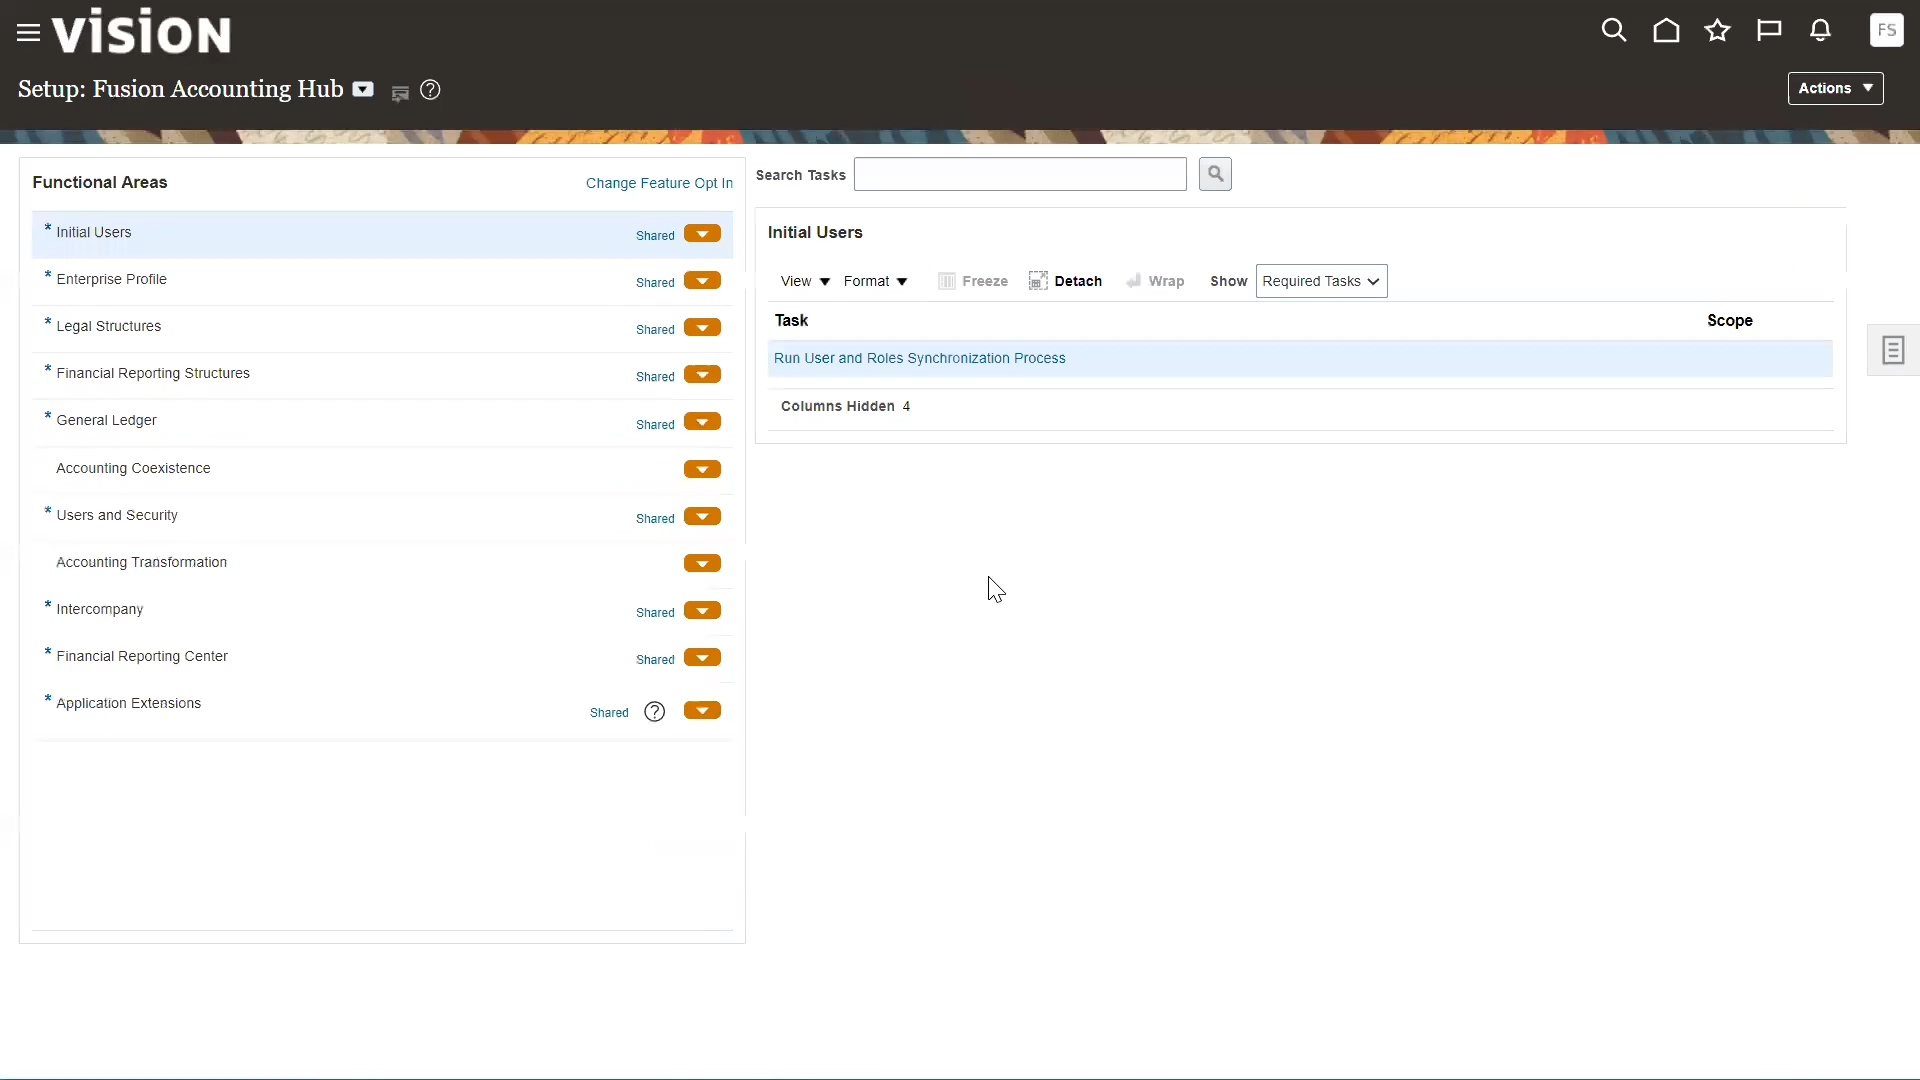 vision
FS
Setup: Fusion Accounting Hub
Actions
Functional Areas
Change Feature Opt In
* Initial Users Shared
* Enterprise Profile Shared
* Legal Structures Shared
* Financial Reporting Structures Shared
* General Ledger Shared
Accounting Coexistence
* Users and Security Shared
Accounting Transformation
* Intercompany Shared
* Financial Reporting Center Shared
* Application Extensions Shared ?
Search Tasks
Initial Users
View Format Freeze Detach Wrap Show Required Tasks
Task Scope
Run User and Roles Synchronization Process
Columns Hidden 4